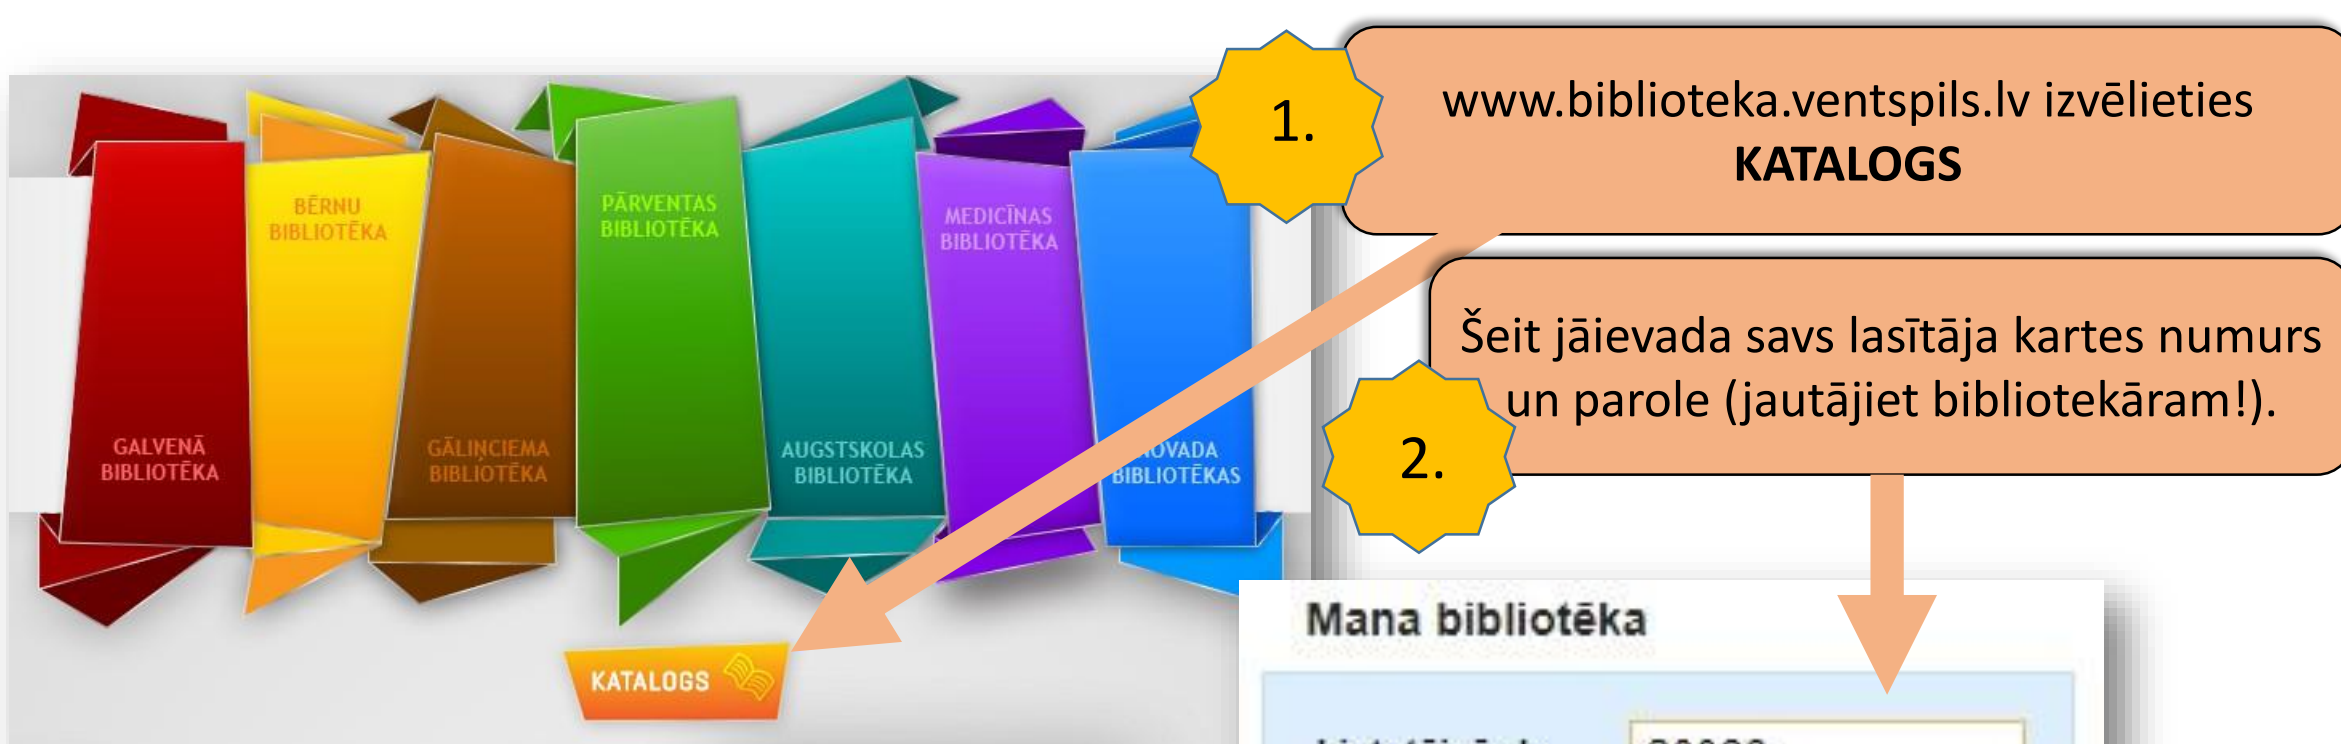 1.
www.biblioteka.ventspils.lv izvēlieties
KATALOGS
GALVENĀ
BIBLIOTĒKA
BĒRNU
BIBLIOTĒKA
GĀLIŅCIEMA
BIBLIOTĒKA
PĀRVENTAS
BIBLIOTĒKA
AUGSTSKOLAS
BIBLIOTĒKA
MEDICĪNAS
BIBLIOTĒKA
NOVADA
BIBLIOTĒKAS
2.
Šeit jāievada savs lasītāja kartes numurs
un parole (jautājiet bibliotekāram!).
KATALOGS
Mana bibliotēka